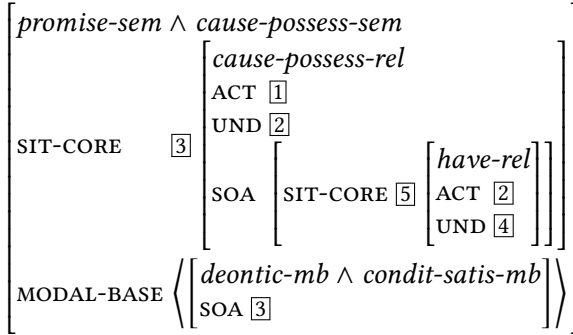 promise-sem ∧ cause-possess-sem
cause-possess-rel
ACT 1
UND 2
SIT-CORE 3
SOA SIT-CORE 5
have-rel
ACT 2
UND 4
MODAL-BASE ⟨
deontic-mb ∧ condit-satis-mb
SOA 3
⟩